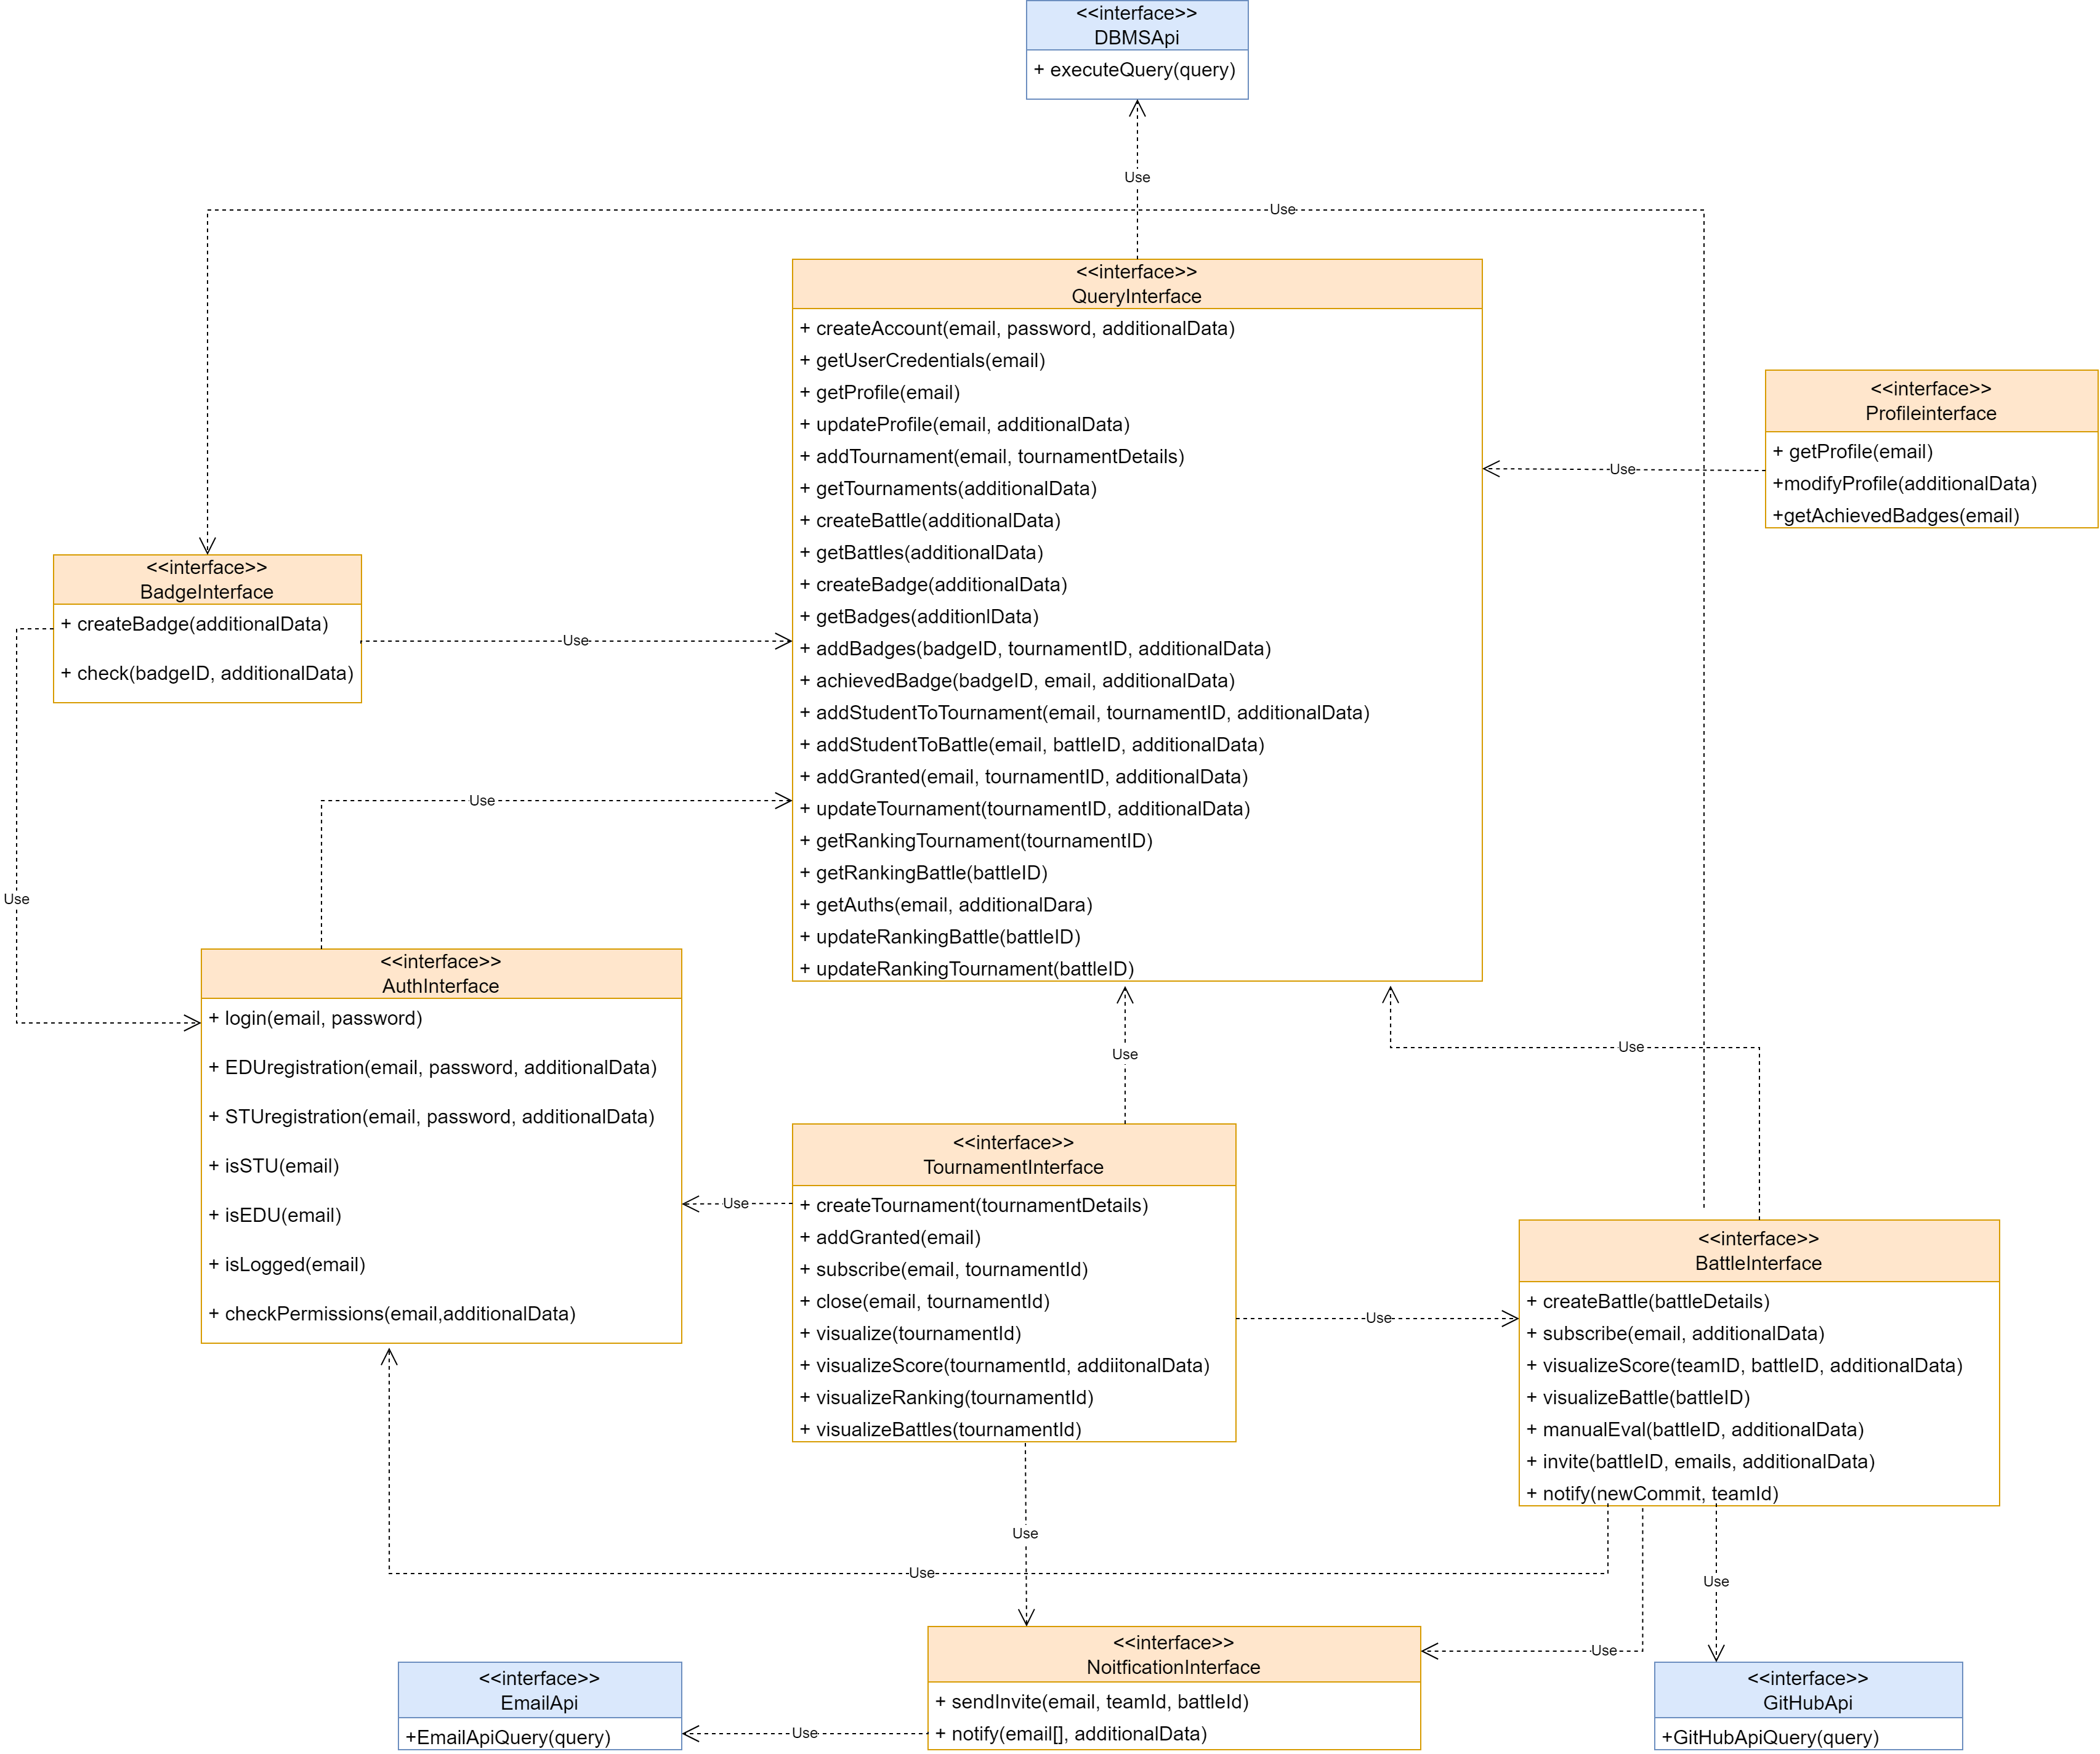 <<interface>>
DBMSApi
+ executeQuery(query)
Use
Use
<<interface>>
QueryInterface
+ createAccount(email, password, additionalData)
+ getUserCredentials(email)
+ getProfile(email)
+ updateProfile(email, additionalData)
+ addTournament(email, tournamentDetails)
+ getTournaments(additionalData)
+ createBattle(additionalData)
+ getBattles(additionalData)
+ createBadge(additionalData)
+ getBadges(additionlData)
+ addBadges(badgeID, tournamentID, additionalData)
+ achievedBadge(badgeID, email, additionalData)
+ addStudentToTournament(email, tournamentID, additionalData)
+ addStudentToBattle(email, battleID, additionalData)
+ addGranted(email, tournamentID, additionalData)
+ updateTournament(tournamentID, additionalData)
+ getRankingTournament(tournamentID)
+ getRankingBattle(battleID)
+ getAuths(email, additionalDara)
+ updateRankingBattle(battleID)
+ updateRankingTournament(battleID)
<<interface>>
Profileinterface
+ getProfile(email)
+modifyProfile(additionalData)
+getAchievedBadges(email)
Use
<<interface>>
BadgeInterface
+ createBadge(additionalData)
+ check(badgeID, additionalData)
Use
Use
Use
<<interface>>
AuthInterface
+ login(email, password)
+ EDUregistration(email, password, additionalData)
+ STUregistration(email, password, additionalData)
+ isSTU(email)
+ isEDU(email)
+ isLogged(email)
+ checkPermissions(email,additionalData)
Use
Use
<<interface>>
TournamentInterface
+ createTournament(tournamentDetails)
+ addGranted(email)
+ subscribe(email, tournamentId)
+ close(email, tournamentId)
+ visualize(tournamentId)
+ visualizeScore(tournamentId, addiitonalData)
+ visualizeRanking(tournamentId)
+ visualizeBattles(tournamentId)
Use
Use
<<interface>>
BattleInterface
+ createBattle(battleDetails)
+ subscribe(email, additionalData)
+ visualizeScore(teamID, battleID, additionalData)
+ visualizeBattle(battleID)
+ manualEval(battleID, additionalData)
+ invite(battleID, emails, additionalData)
+ notify(newCommit, teamId)
Use
Use
Use
Use
<<interface>>
NoitficationInterface
+ sendInvite(email, teamId, battleId)
+ notify(email[], additionalData)
Use
<<interface>>
EmailApi
+EmailApiQuery(query)
<<interface>>
GitHubApi
+GitHubApiQuery(query)